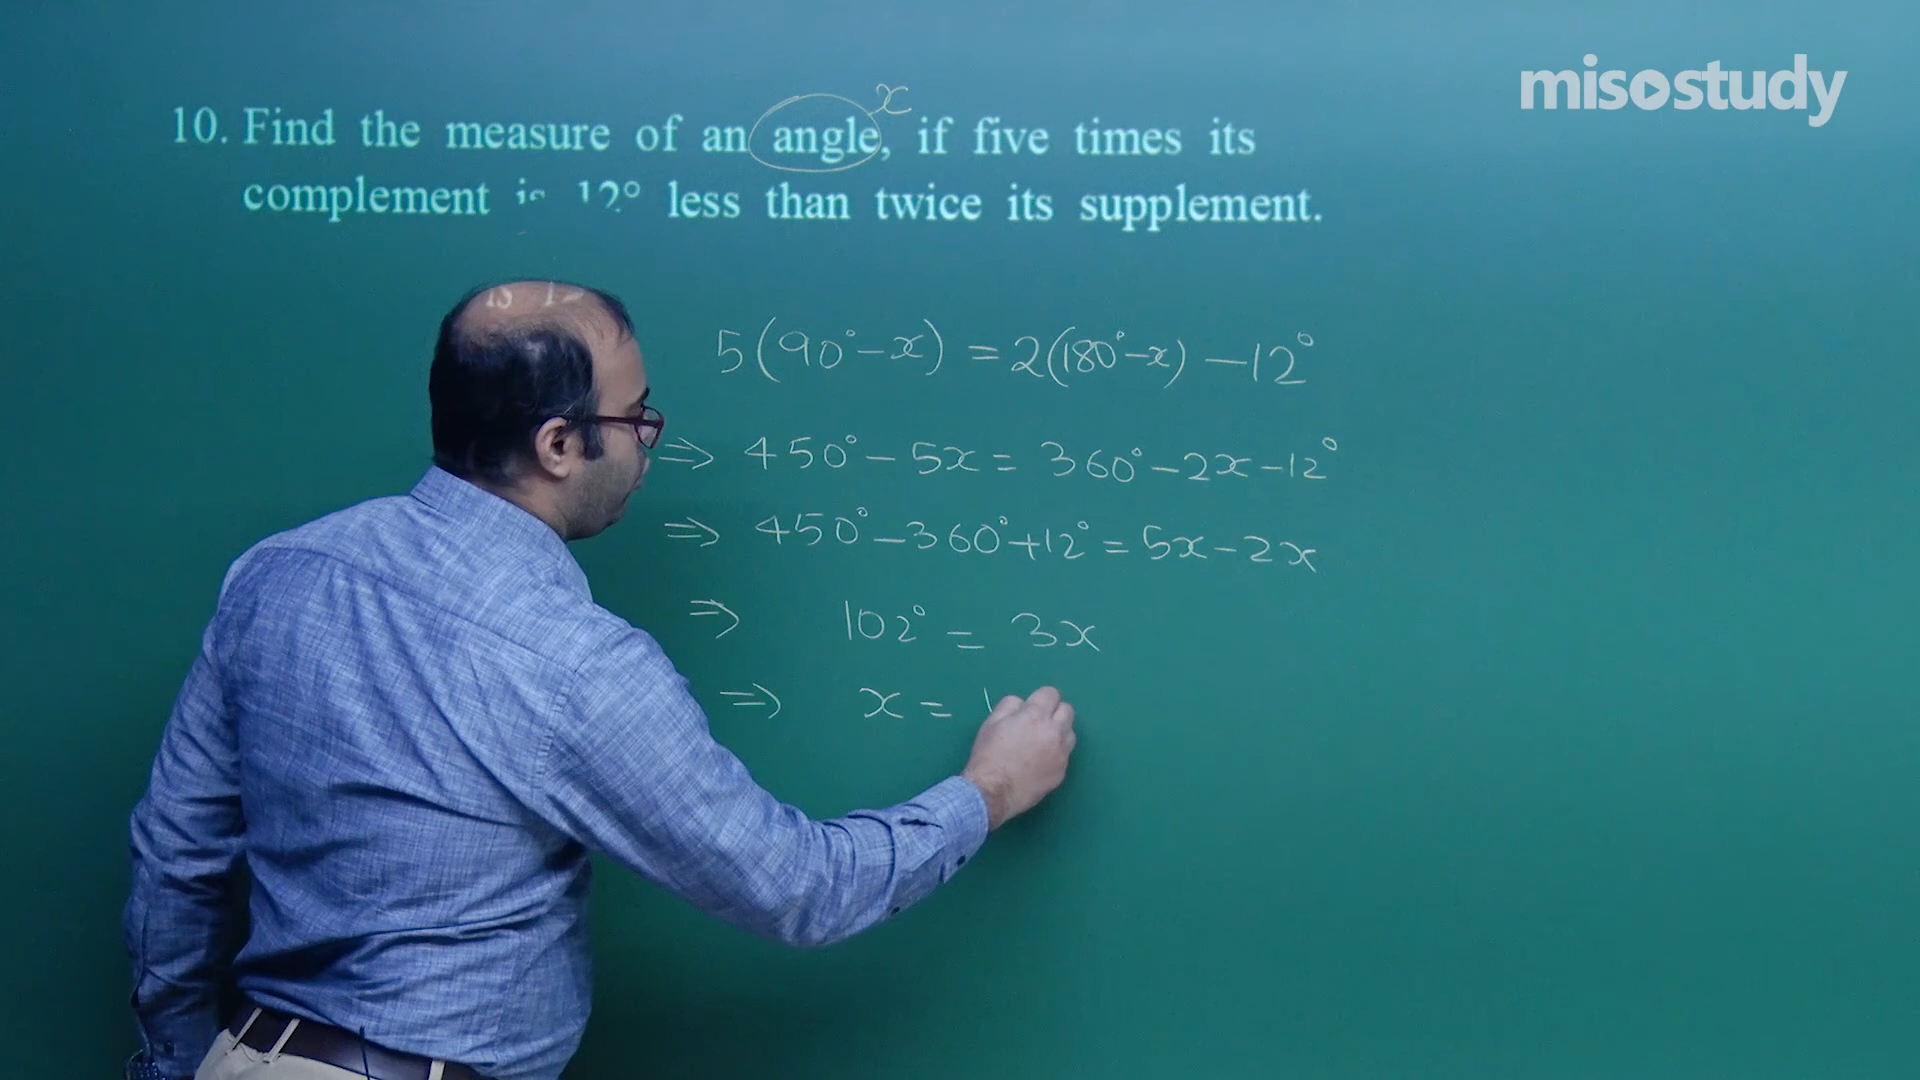 misostudy
x
10. Find the measure of an angle, if five times its
complement is 12° less than twice its supplement.
5(90°-x) = 2(180°-x) -12°
⇒ 450° - 5x = 360° - 2x - 12°
⇒ 450° - 360° + 12° = 5x - 2x
⇒ 102° = 3x
⇒ x =